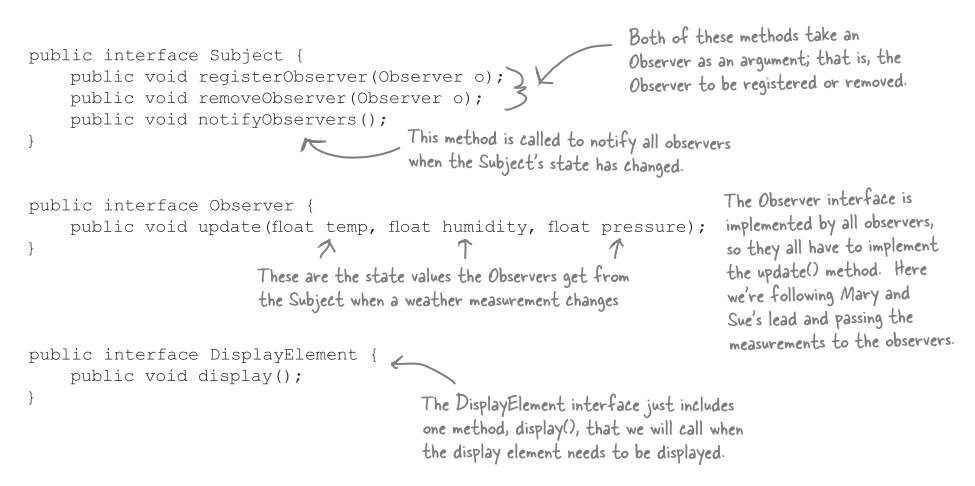 public interface Subject {
public void registerObserver(Observer o);
public void removeObserver(Observer o);
public void notifyObservers();
}
Both of these methods take an
Observer as an argument; that is, the
Observer to be registered or removed.
This method is called to notify all observers
when the Subject's state has changed.
public interface Observer {
public void update(float temp, float humidity, float pressure);
}
These are the state values the Observers get from
the Subject when a weather measurement changes
The Observer interface is
implemented by all observers,
so they all have to implement
the update() method. Here
we're following Mary and
Sue's lead and passing the
measurements to the observers.
public interface DisplayElement {
public void display();
}
The DisplayElement interface just includes
one method, display(), that we will call when
the display element needs to be displayed.